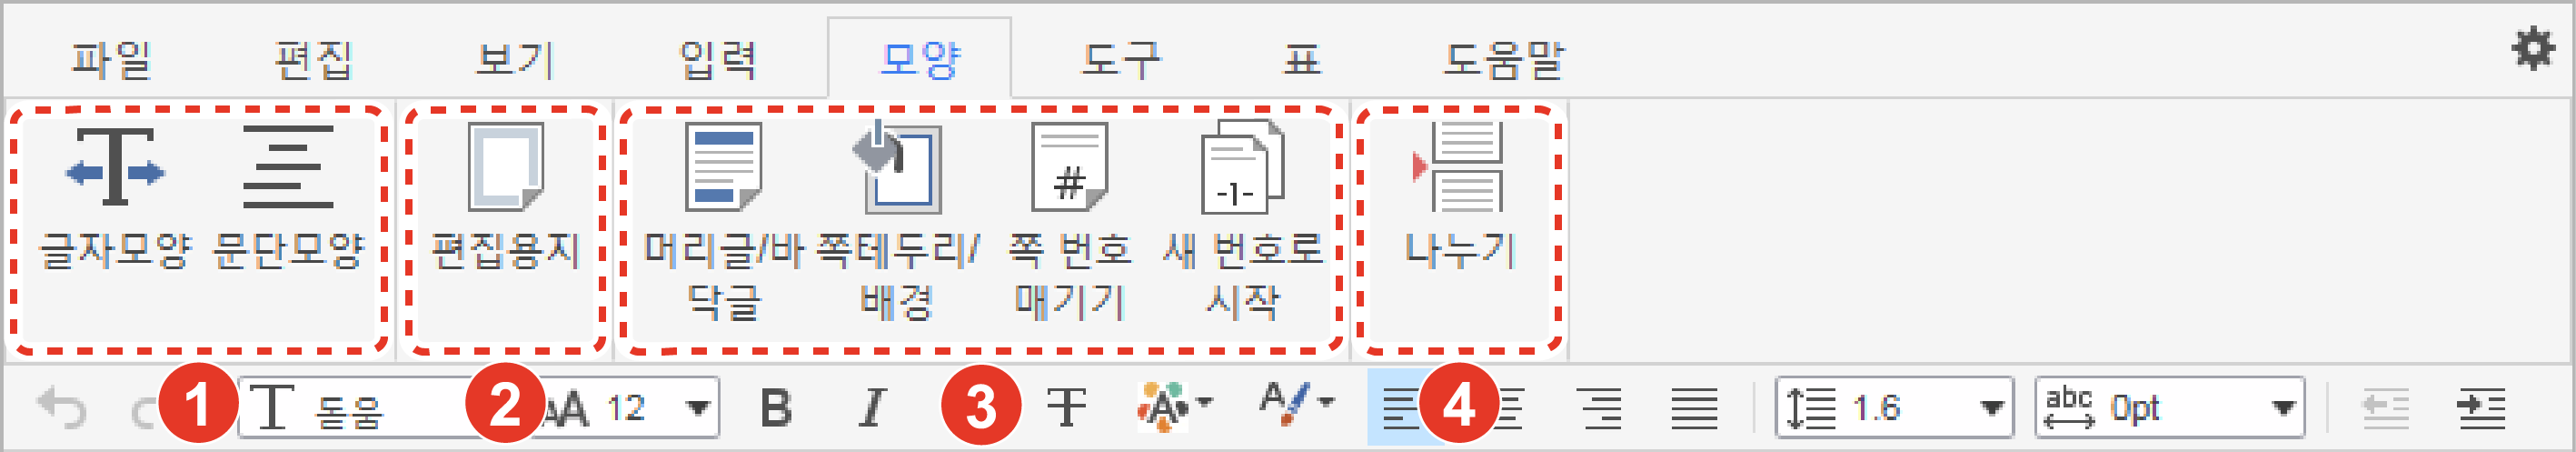 파일 편집 보기 입력 모양 도구 표 도움말
# -1-
글자모양 문단모양 편집용지 머리글/바 쪽테두리/ 쪽 번호 새 번호로 나누기
닥글 배경 매기기 시작
1 T 돋움 2 AA 12 B I 3 T A A 4 1.6 abc 0pt